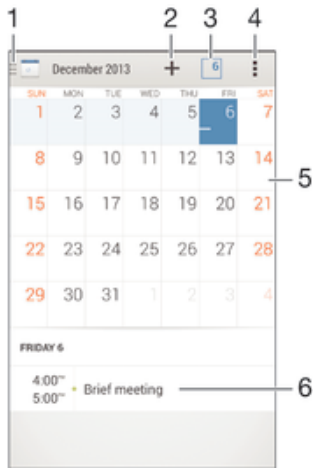 1 2 3 4
December 2013 + 6
SUN MON TUE WED THU FRI SAT
1 2 3 4 5 6 7
8 9 10 11 12 13 14
5
15 16 17 18 19 20 21
22 23 24 25 26 27 28
29 30 31 1 2 3 4
FRIDAY 6
4:00
5:00
Brief meeting
6